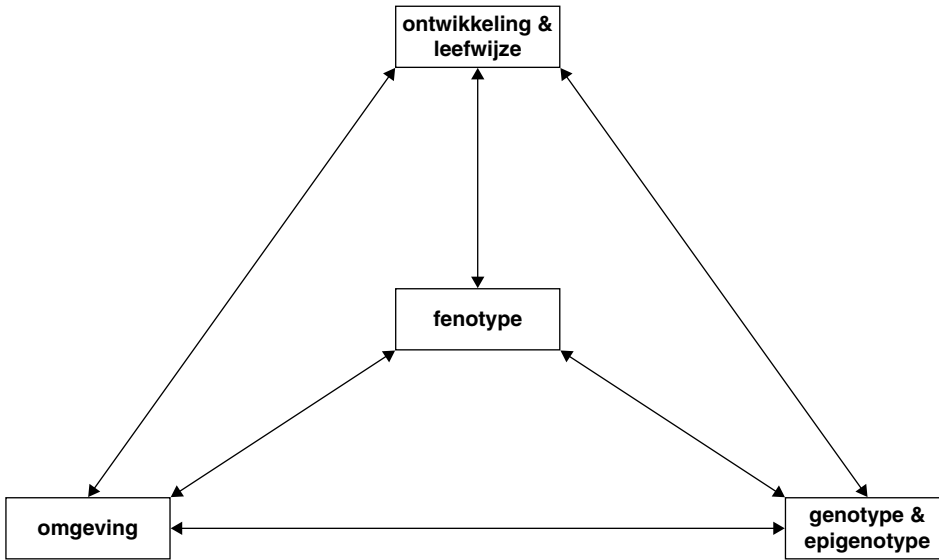 ontwikkeling &
leefwijze
fenotype
omgeving
genotype &
epigenotype